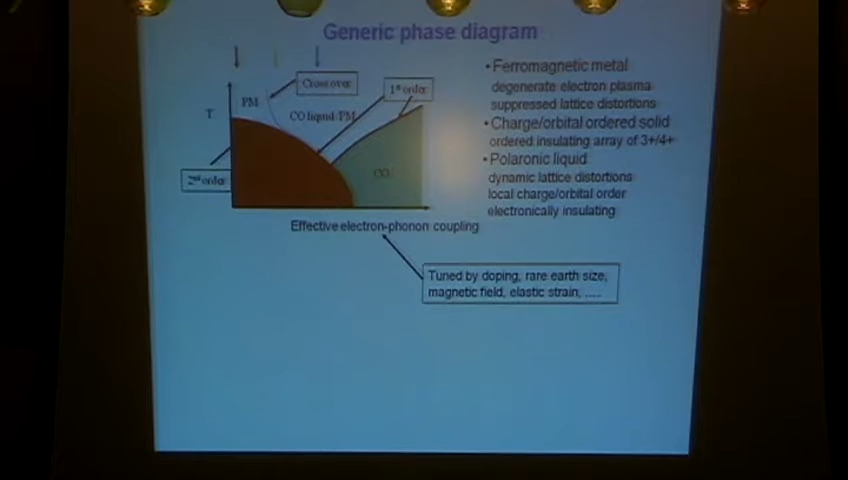 Generic phase diagram
T
PM
Crossover
1st order
CO liquid/PM
CO
2nd order
Effective electron-phonon coupling
Tuned by doping, rare earth size,
magnetic field, elastic strain, .....
• Ferromagnetic metal
degenerate electron plasma
suppressed lattice distortions
• Charge/orbital ordered solid
ordered insulating array of 3+/4+
• Polaronic liquid
dynamic lattice distortions
local charge/orbital order
electronically insulating